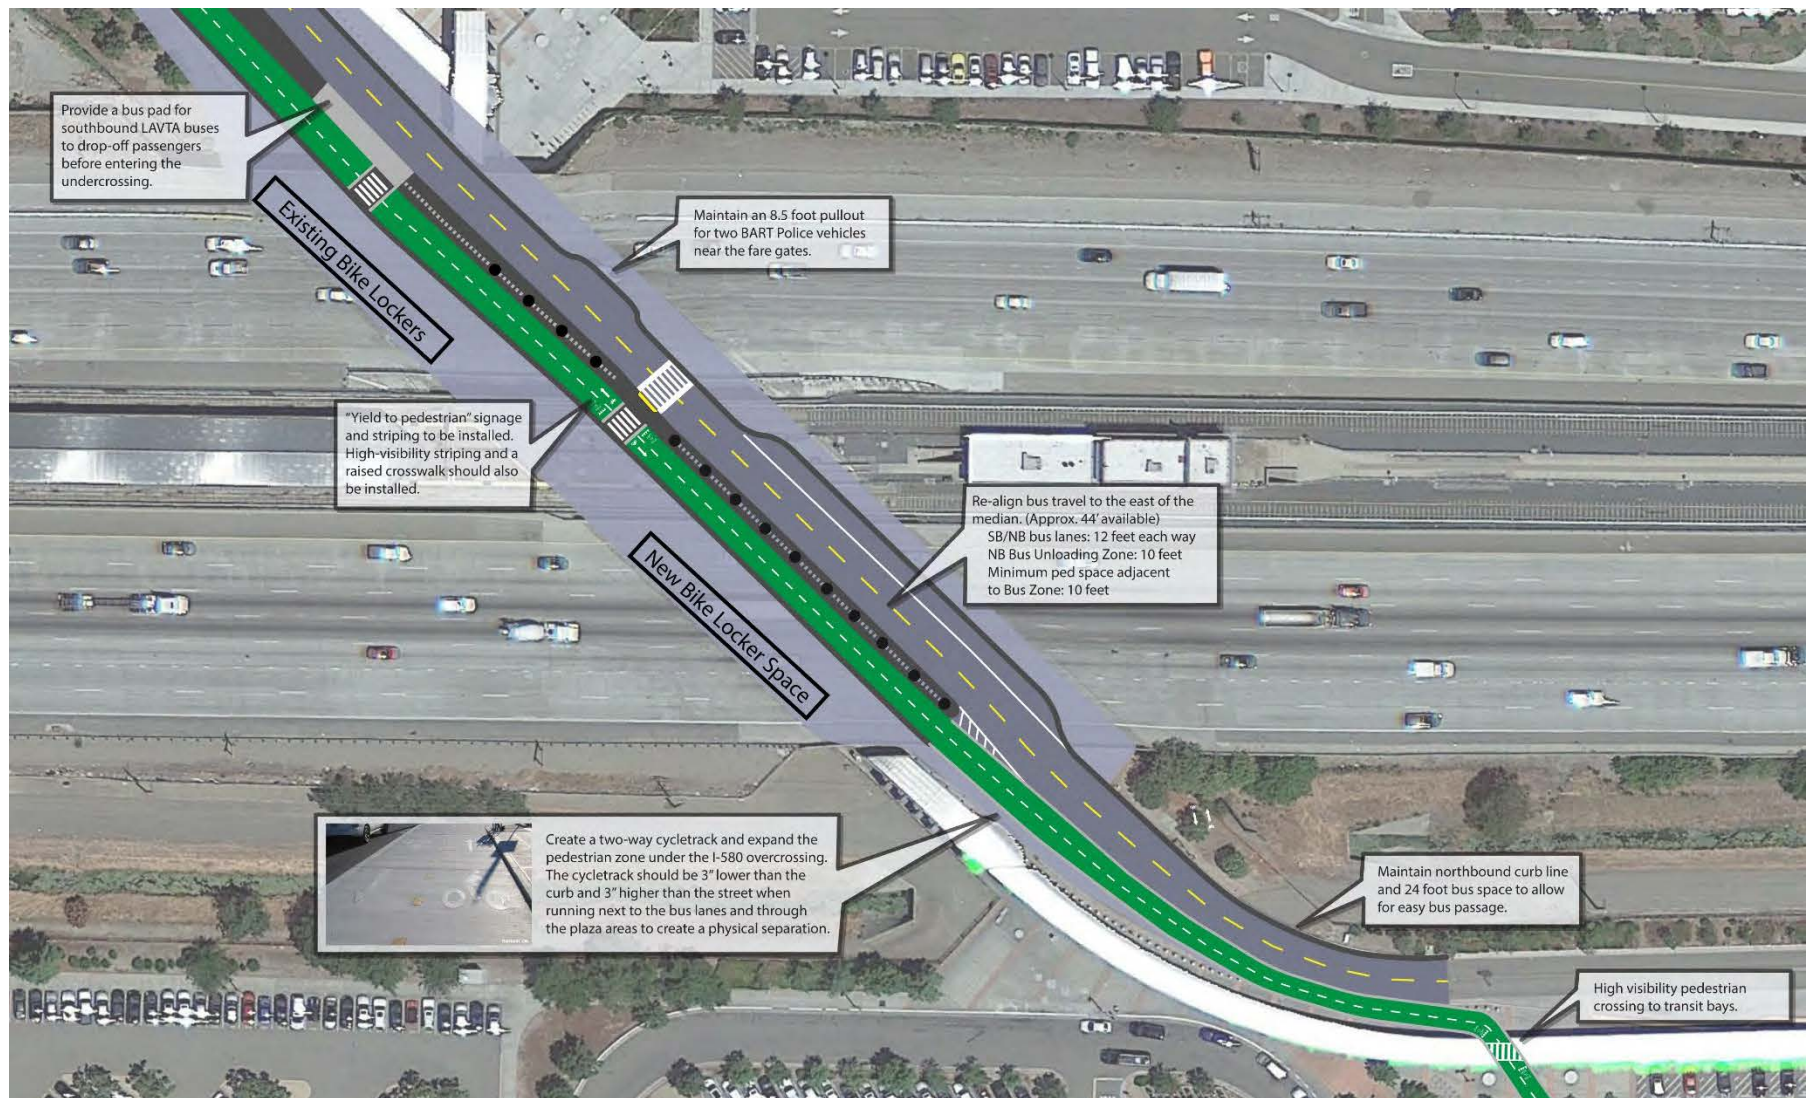 Provide a bus pad for
southbound LAVTA buses
to drop-off passengers
before entering the
undercrossing.
Existing Bike Lockers
Maintain an 8.5 foot pullout
for two BART Police vehicles
near the fare gates.
"Yield to pedestrian" signage
and striping to be installed.
High-visibility striping and a
raised crosswalk should also
be installed.
Re-align bus travel to the east of the
median. (Approx. 44' available)
SB/NB bus lanes: 12 feet each way
NB Bus Unloading Zone: 10 feet
Minimum ped space adjacent
to Bus Zone: 10 feet
New Bike Locker Space
Create a two-way cycletrack and expand the
pedestrian zone under the I-580 overcrossing.
The cycletrack should be 3" lower than the
curb and 3" higher than the street when
running next to the bus lanes and through
the plaza areas to create a physical separation.
Maintain northbound curb line
and 24 foot bus space to allow
for easy bus passage.
High visibility pedestrian
crossing to transit bays.